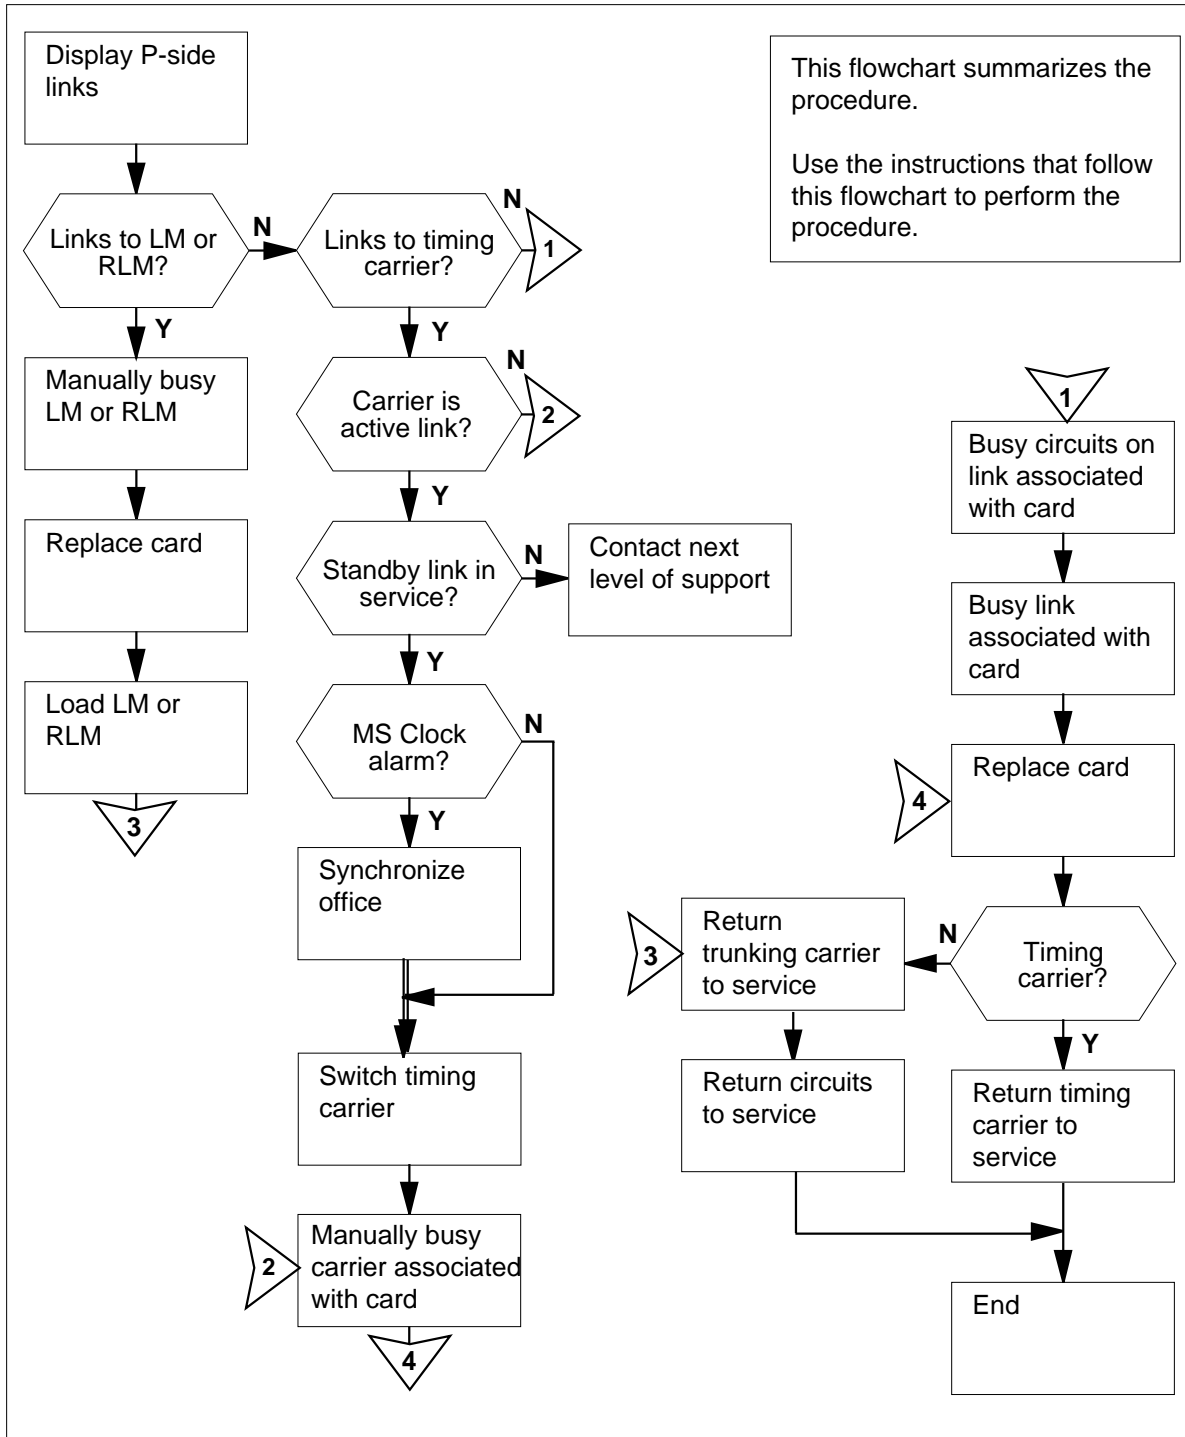 Display P-side
links
This flowchart summarizes the
procedure.
Use the instructions that follow
this flowchart to perform the
procedure.
Links to LM or
RLM?
N
Y
Links to timing
carrier?
N
1
Y
Manually busy
LM or RLM
Replace card
Load LM or
RLM
3
Carrier is
active link?
N
2
Y
Standby link in
service?
N
Contact next
level of support
Y
MS Clock
alarm?
N
Y
Synchronize
office
Switch timing
carrier
2
Manually busy
carrier associated
with card
4
1
Busy circuits on
link associated
with card
Busy link
associated with
card
4
Replace card
Timing
carrier?
N
Y
3
Return
trunking carrier
to service
Return circuits
to service
Return timing
carrier to
service
End